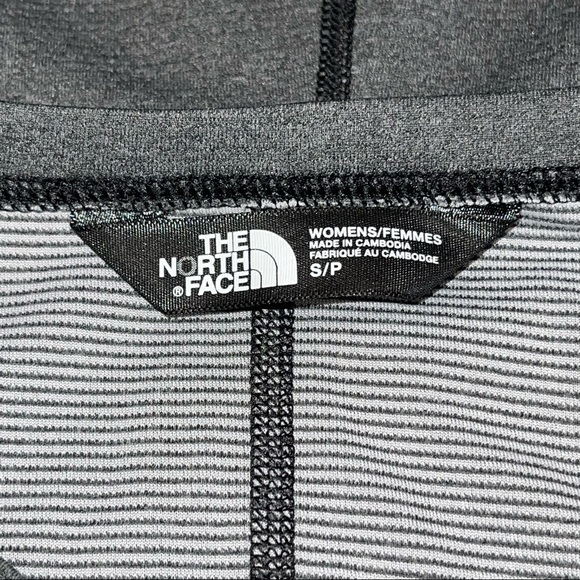 THE
NORTH
®FACE
WOMENS/FEMMES
MADE IN CAMBODIA
FABRIQUÉ AU CAMBODGE
S/P